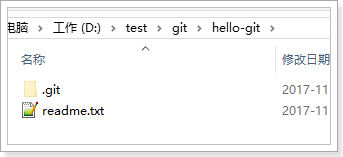 电脑 › 工作 (D:) › test › git › hello-git ›
名称 修改日期
.git 2017-11
readme.txt 2017-11